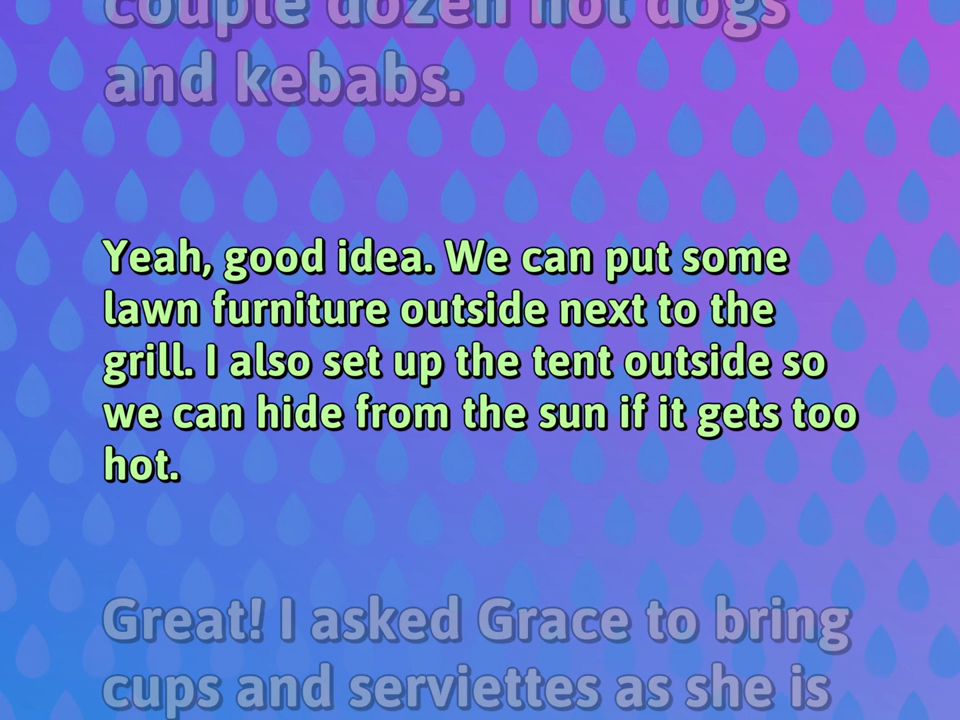 couple dozen hot dogs
and kebabs.
Yeah, good idea. We can put some
lawn furniture outside next to the
grill. I also set up the tent outside so
we can hide from the sun if it gets too
hot.
Great! I asked Grace to bring
cups and serviettes as she is